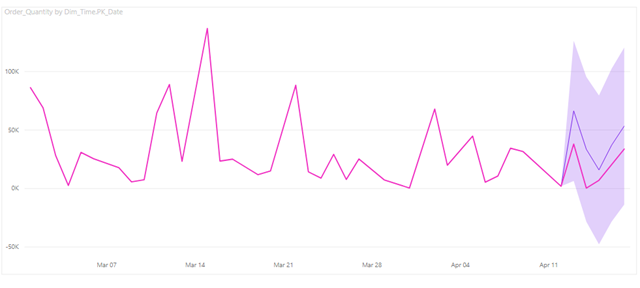 Order_Quantity by Dim_Time.PK_Date
100K
50K
0K
-50K
Mar 07 Mar 14 Mar 21 Mar 28 Apr 04 Apr 11